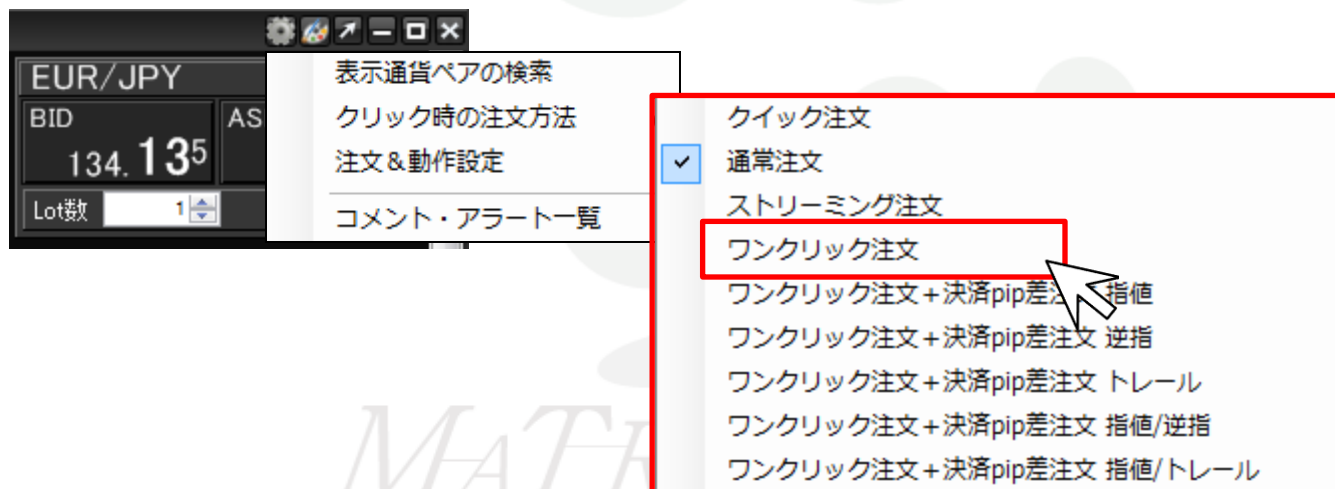 EUR/JPY
BID
AS
134.135
Lot数 1
表示通貨ペアの検索
クリック時の注文方法
注文＆動作設定
コメント・アラート一覧
クイック注文
通常注文
ストリーミング注文
ワンクリック注文
ワンクリック注文+決済pip差注文 指値
ワンクリック注文+決済pip差注文 逆指
ワンクリック注文+決済pip差注文 トレール
ワンクリック注文+決済pip差注文 指値/逆指
ワンクリック注文+決済pip差注文 指値/トレール
MATR